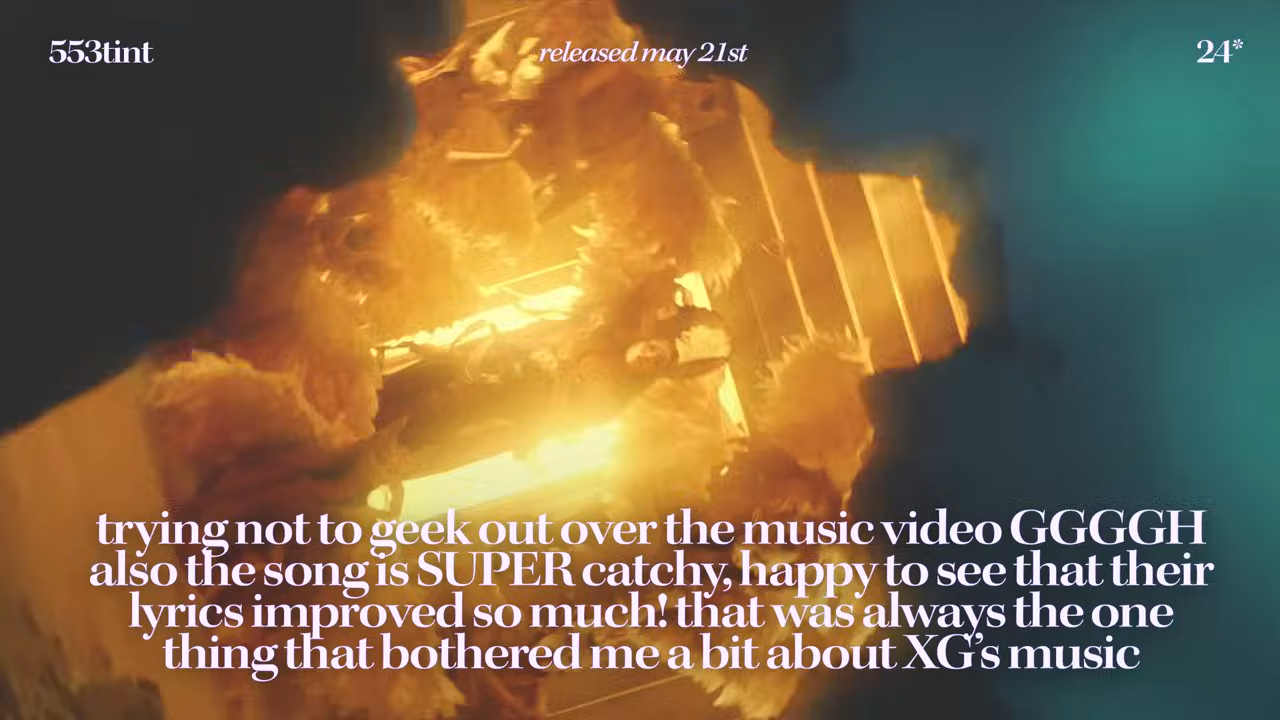 553tint
released may 21st
24*
trying not to geek out over the music video GGGGH
also the song is SUPER catchy, happy to see that their
lyrics improved so much! that was always the one
thing that bothered me a bit about XG's music